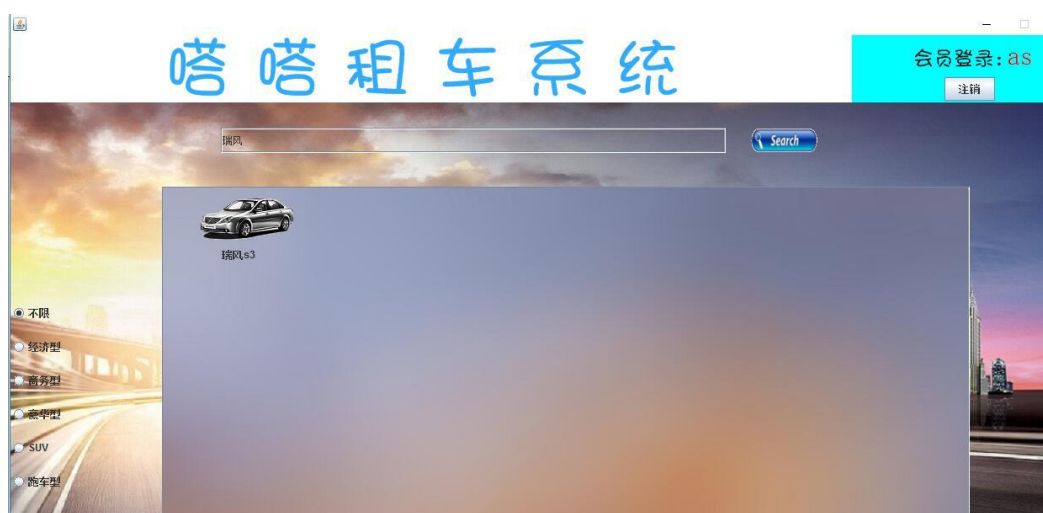 嗒嗒租车系统
会员登录:as
注销
瑞风
Search
瑞风s3
不限
经济型
商务型
豪华型
SUV
跑车型